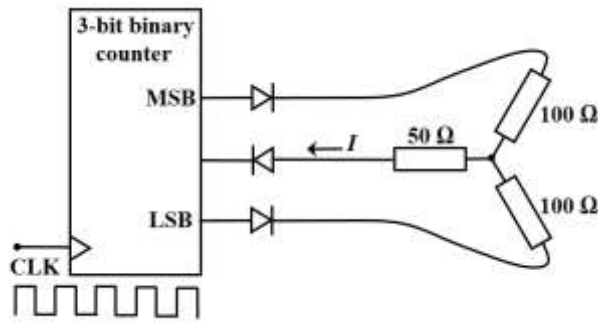 3-bit binary
counter
MSB
100 Ω
50 Ω
I
LSB
100 Ω
CLK